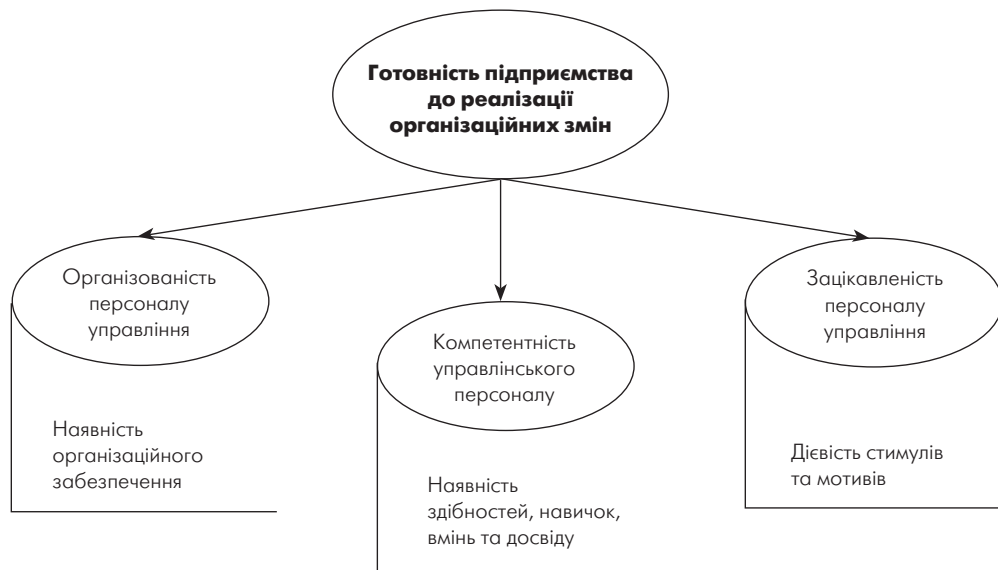 Готовність підприємства
до реалізації
організаційних змін
Організованість
персоналу
управління
Наявність
організаційного
забезпечення
Компетентність
управлінського
персоналу
Наявність
здібностей, навичок,
вмінь та досвіду
Зацікавленість
персоналу
управління
Дієвість стимулів
та мотивів